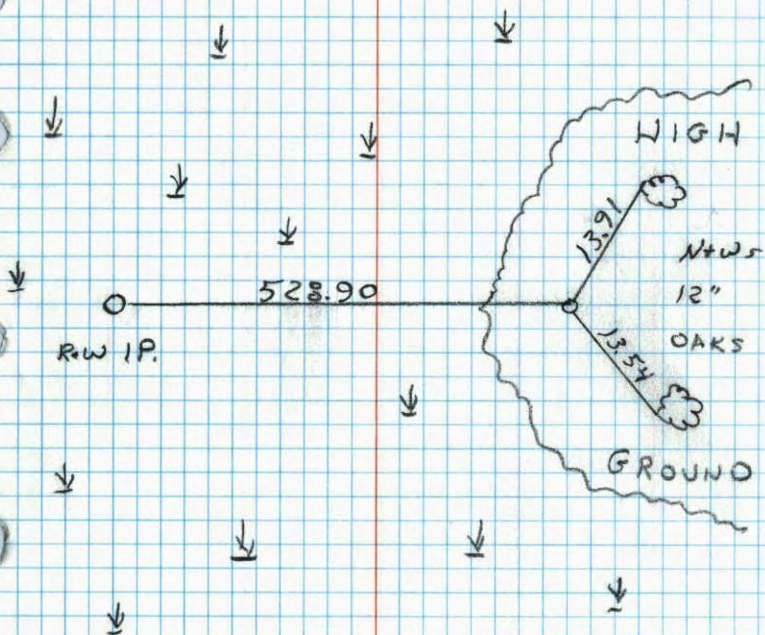 HIGH
13.91
N+Ws
12"
OAKS
528.90
R.W I.P.
13.54
GROUND